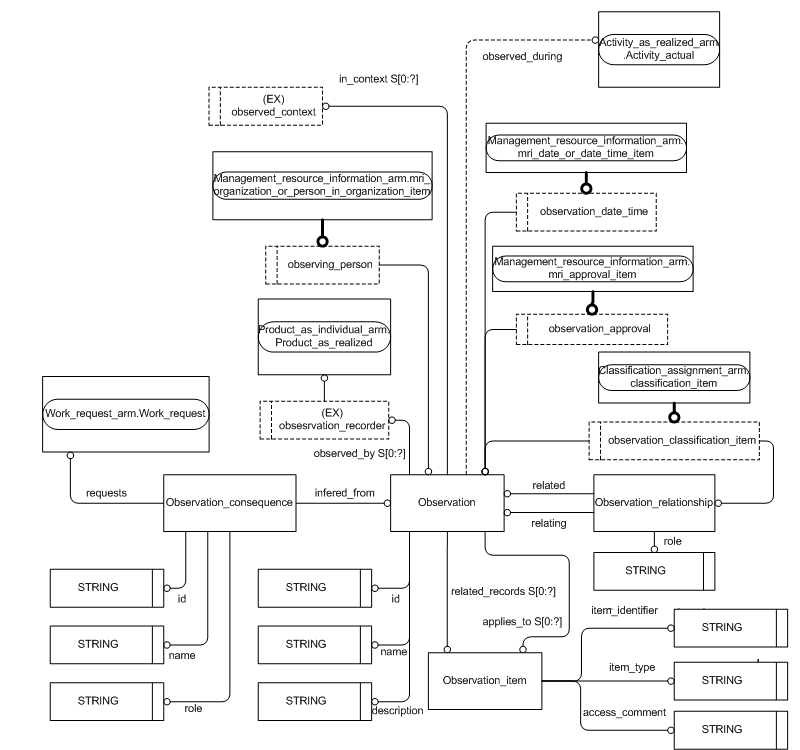 Activity_as_realized_arm
.Activity_actual
observed_during
in_context S[0:?]
(EX)
observed_context
Management_resource_information_arm.
mri_date_or_date_time_item
Management_resource_information_arm.mri_
organization_or_person_in_organization_item
observation_date_time
observing_person
Management_resource_information_arm.
mri_approval_item
Product_as_individual_arm.
Product_as_realized
observation_approval
Classification_assignment_arm.
classification_item
Work_request_arm.Work_request
(EX)
obsesrvation_recorder
observation_classification_item
observed_by S[0:?]
requests
Observation_consequence
infered_from
Observation
related
relating
Observation_relationship
role
STRING
STRING
id
STRING
id
related_records S[0:?]
applies_to S[0:?]
item_identifier
STRING
STRING
name
STRING
name
Observation_item
item_type
STRING
STRING
role
STRING
description
access_comment
STRING